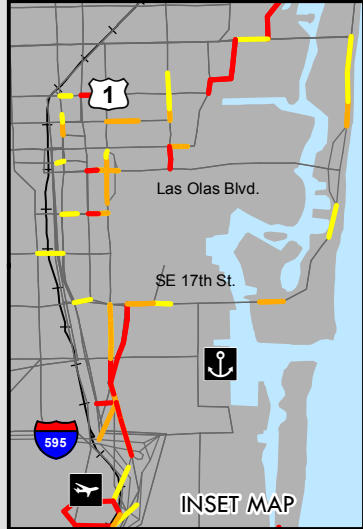 1
Las Olas Blvd.
SE 17th St.
595
INSET MAP